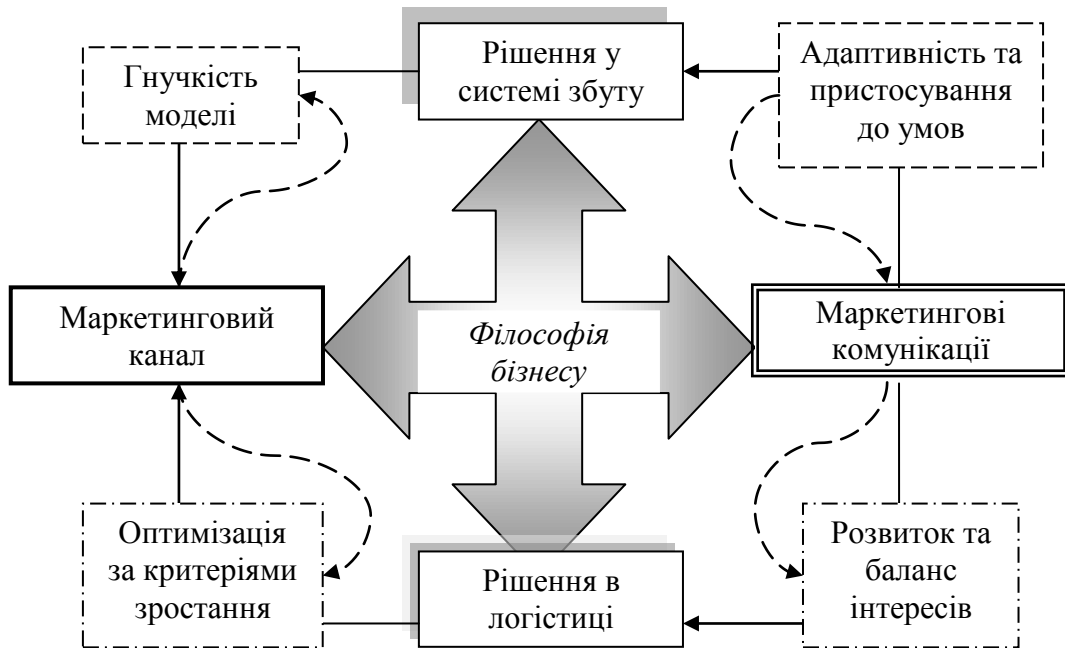 Гнучкість
моделі
Рішення у
системі збуту
Адаптивність та
пристосування
до умов
Маркетинговий
канал
Філософія
бізнесу
Маркетингові
комунікації
Оптимізація
за критеріями
зростання
Рішення в
логістиці
Розвиток та
баланс
інтересів